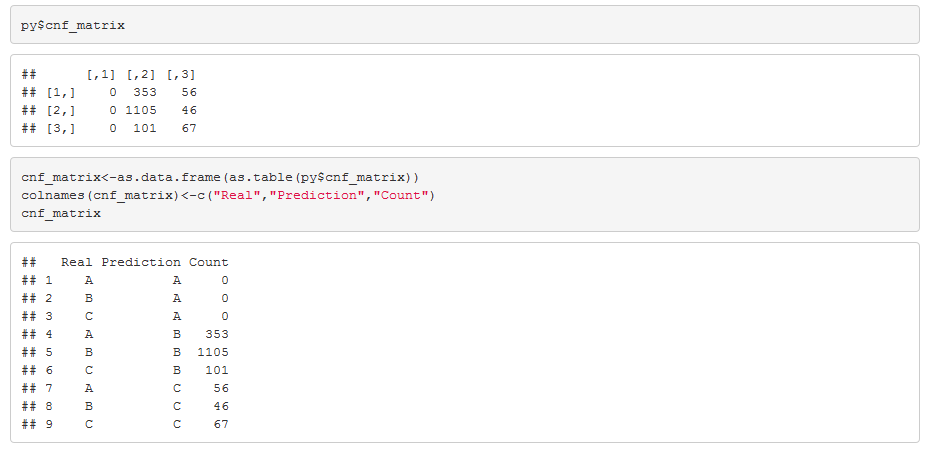 py$cnf_matrix
##      [,1] [,2] [,3]
## [1,]    0  353   56
## [2,]    0 1105   46
## [3,]    0  101   67
cnf_matrix<-as.data.frame(as.table(py$cnf_matrix))
colnames(cnf_matrix)<-c("Real","Prediction","Count")
cnf_matrix
##   Real Prediction Count
## 1    A          A     0
## 2    B          A     0
## 3    C          A     0
## 4    A          B   353
## 5    B          B  1105
## 6    C          B   101
## 7    A          C    56
## 8    B          C    46
## 9    C          C    67